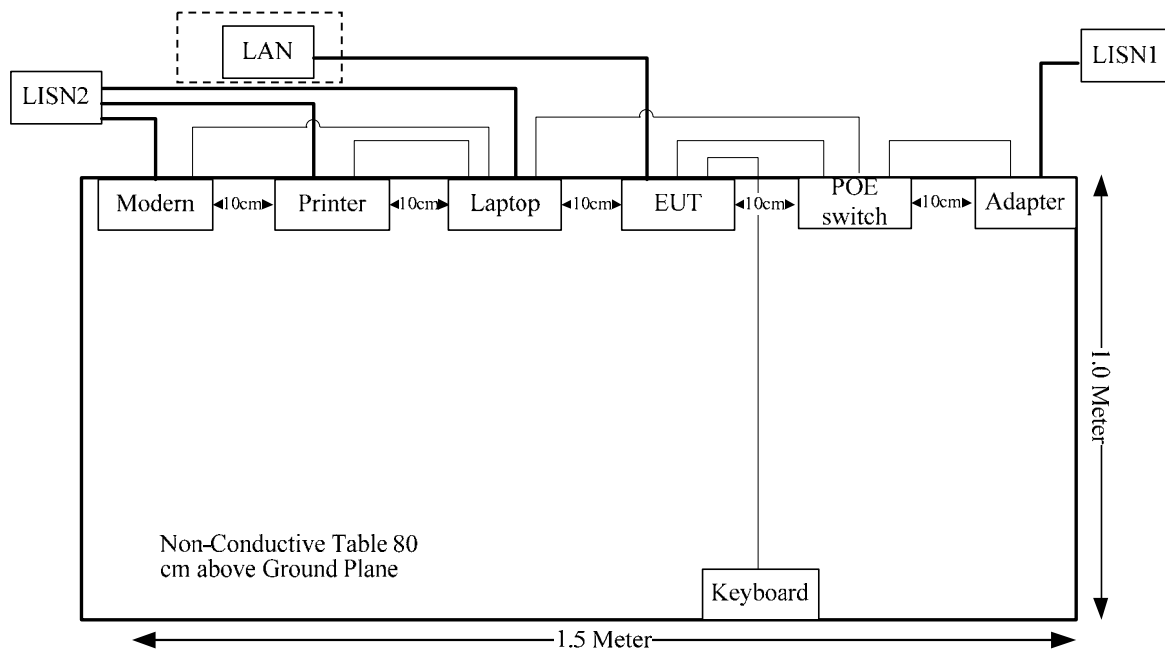 LAN
LISN1
LISN2
Modern
10cm
Printer
10cm
Laptop
10cm
EUT
10cm
POE
switch
10cm
Adapter
1.0 Meter
Non-Conductive Table 80
cm above Ground Plane
Keyboard
1.5 Meter